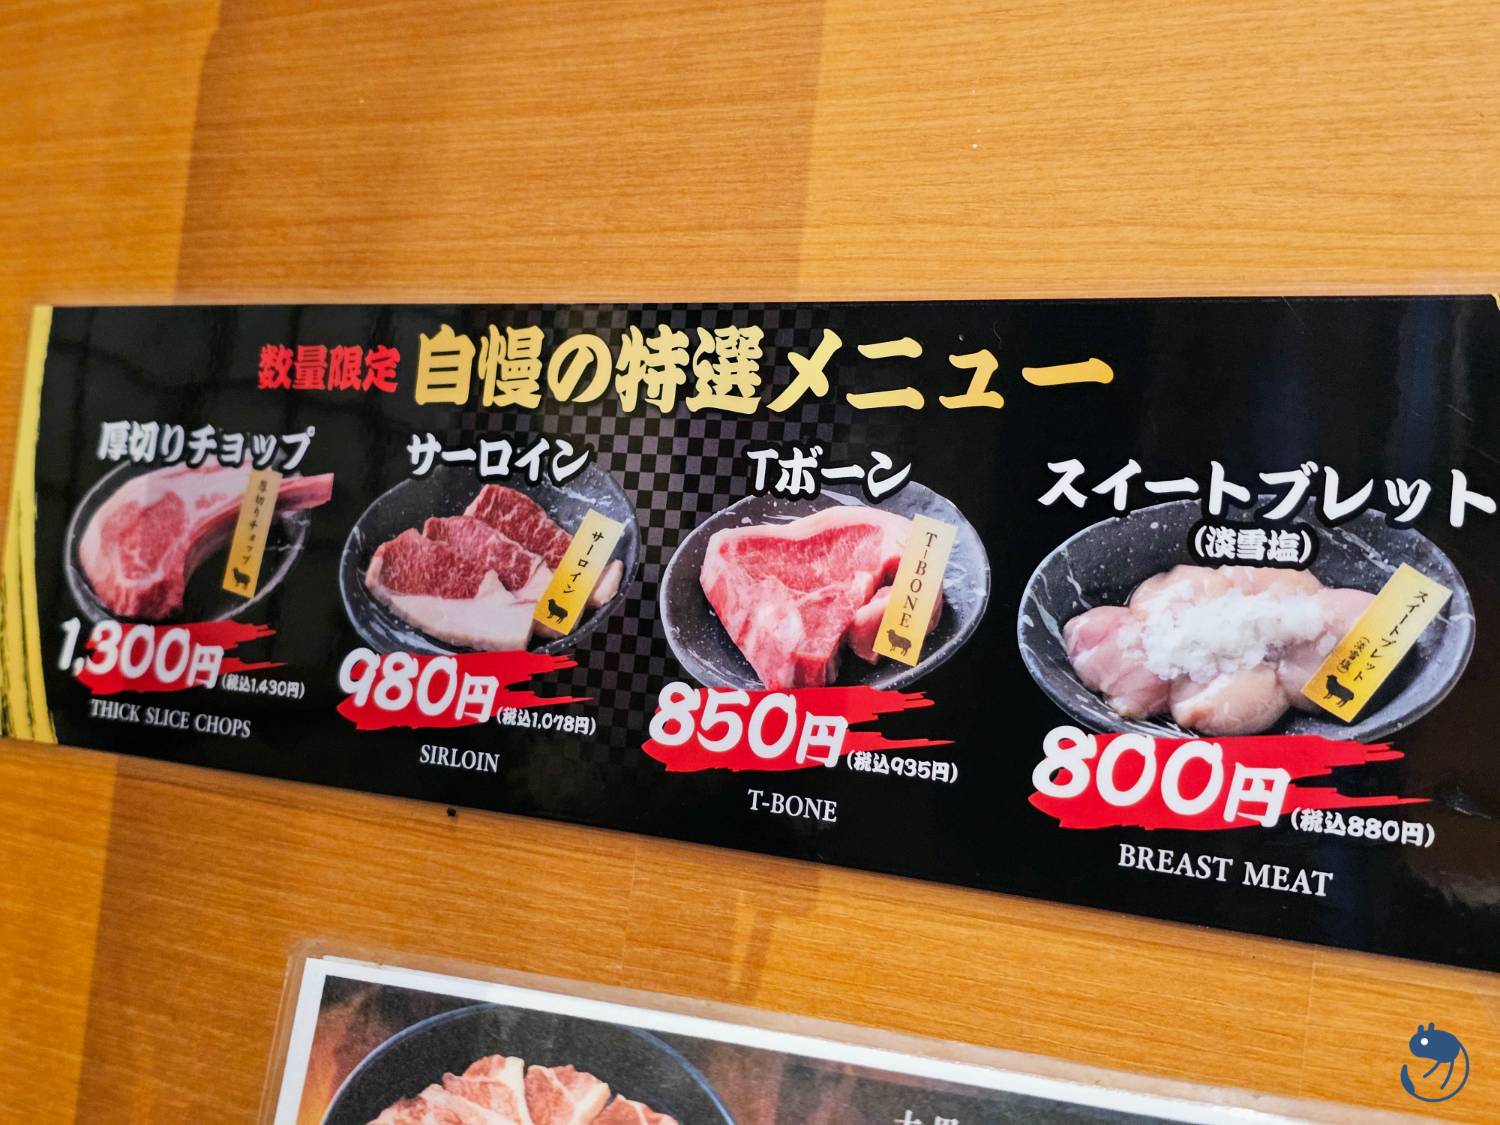 数量限定 自慢の特選メニュー
厚切りチョップ
厚切りチョップ
1,300円(税込1,430円)
THICK SLICE CHOPS
サーロイン
サーロイン
980円(税込1,078円)
SIRLOIN
Tボーン
T-BONE
850円(税込935円)
T-BONE
スイートブレット
(淡雪塩)
スイートブレット
(淡雪塩)
800円(税込880円)
BREAST MEAT